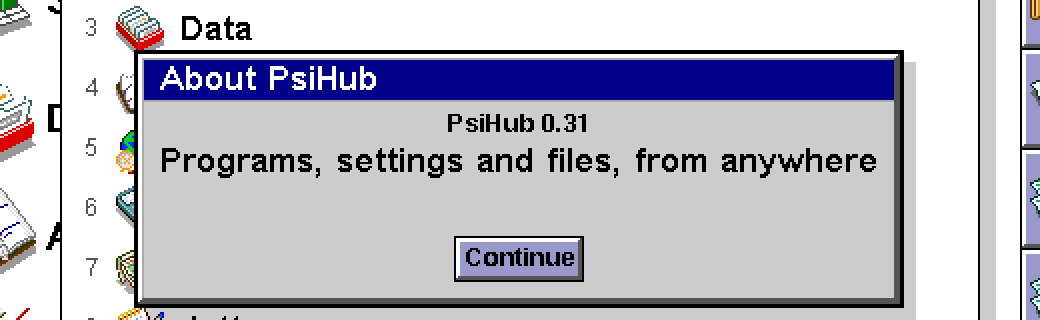 3 Data
About PsiHub
4
PsiHub 0.31
5
Programs, settings and files, from anywhere
6
Continue
7